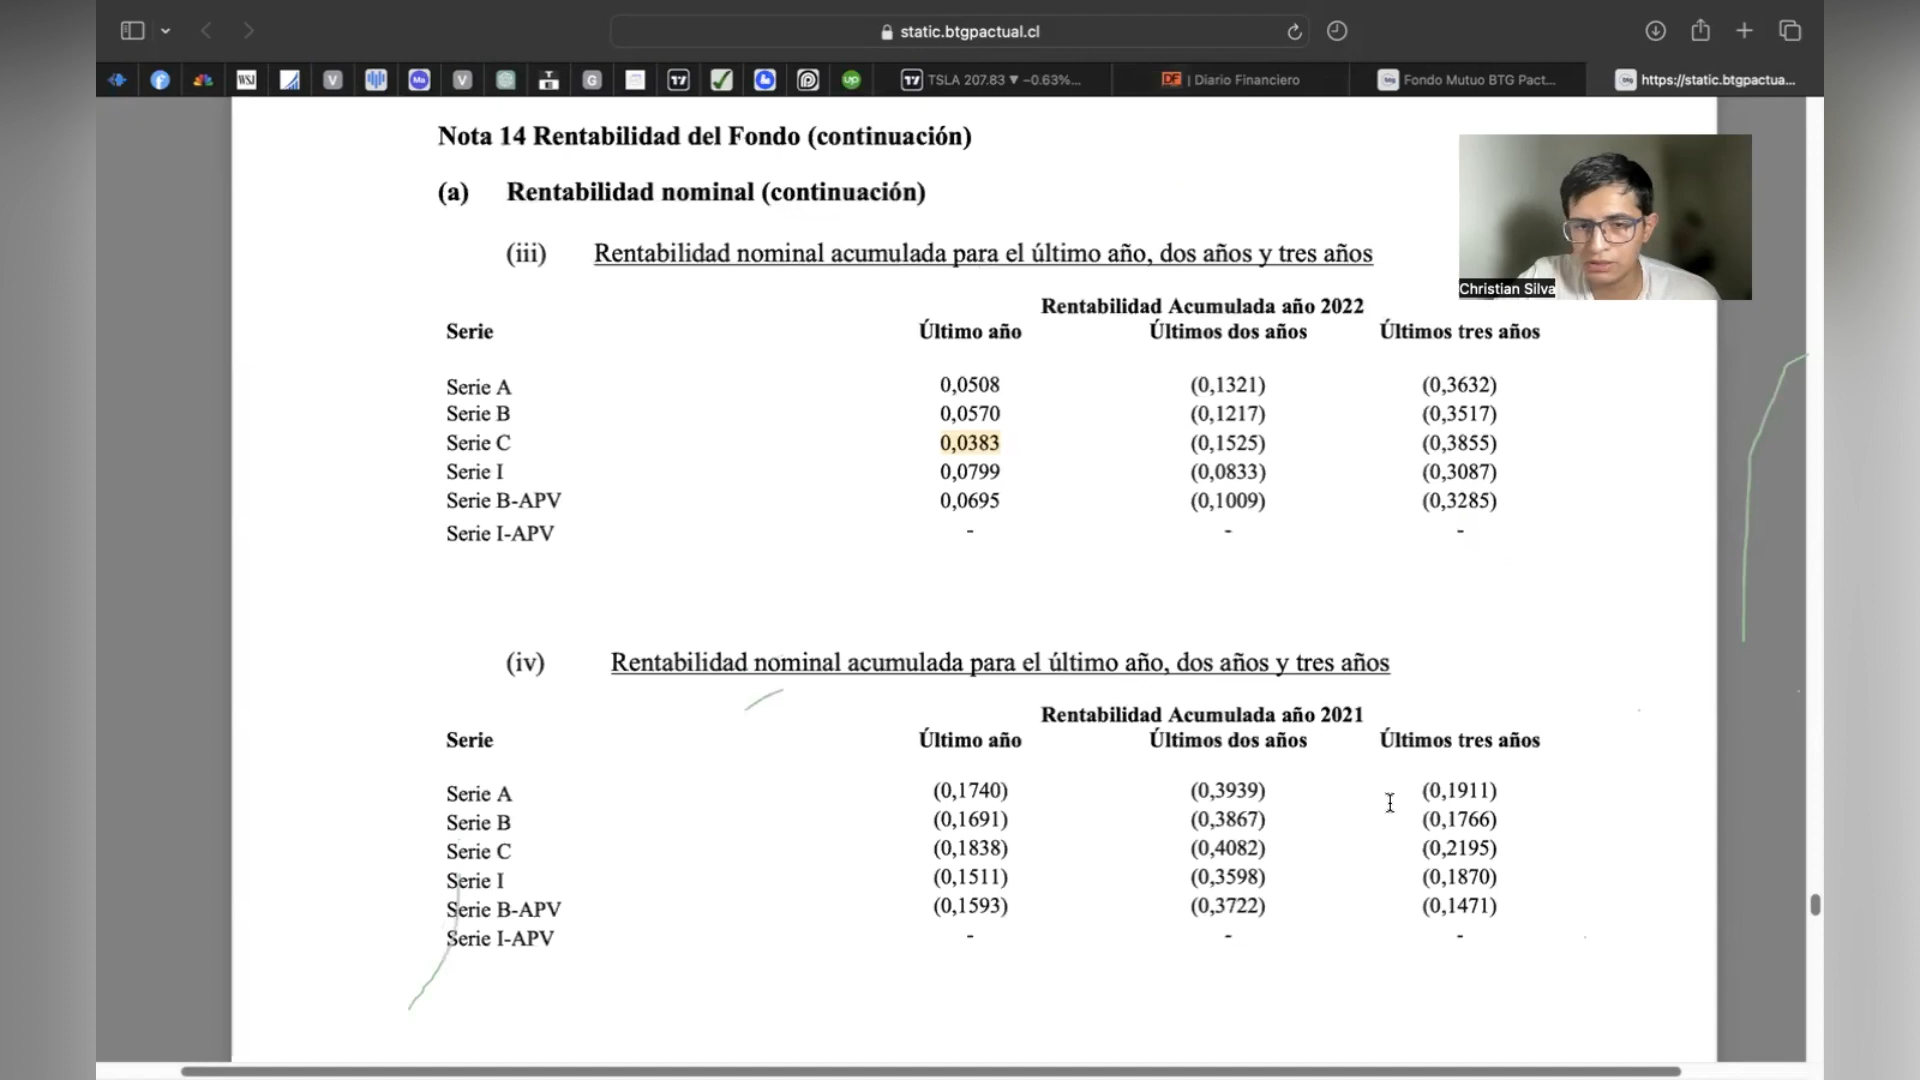 static.btgpactual.cl
WSJ
V
Ma
V
G
17
up
17 TSLA 207.83 ▼ −0.63%...
DF | Diario Financiero
btg Fondo Mutuo BTG Pact...
btg https://static.btgpactua...
Nota 14 Rentabilidad del Fondo (continuación)
(a) Rentabilidad nominal (continuación)
(iii) Rentabilidad nominal acumulada para el último año, dos años y tres años
Christian Silva
Rentabilidad Acumulada año 2022
Serie Último año Últimos dos años Últimos tres años
Serie A 0,0508 (0,1321) (0,3632)
Serie B 0,0570 (0,1217) (0,3517)
Serie C 0,0383 (0,1525) (0,3855)
Serie I 0,0799 (0,0833) (0,3087)
Serie B-APV 0,0695 (0,1009) (0,3285)
Serie I-APV - - -
(iv) Rentabilidad nominal acumulada para el último año, dos años y tres años
Rentabilidad Acumulada año 2021
Serie Último año Últimos dos años Últimos tres años
Serie A (0,1740) (0,3939) (0,1911)
Serie B (0,1691) (0,3867) (0,1766)
Serie C (0,1838) (0,4082) (0,2195)
Serie I (0,1511) (0,3598) (0,1870)
Serie B-APV (0,1593) (0,3722) (0,1471)
Serie I-APV - - -